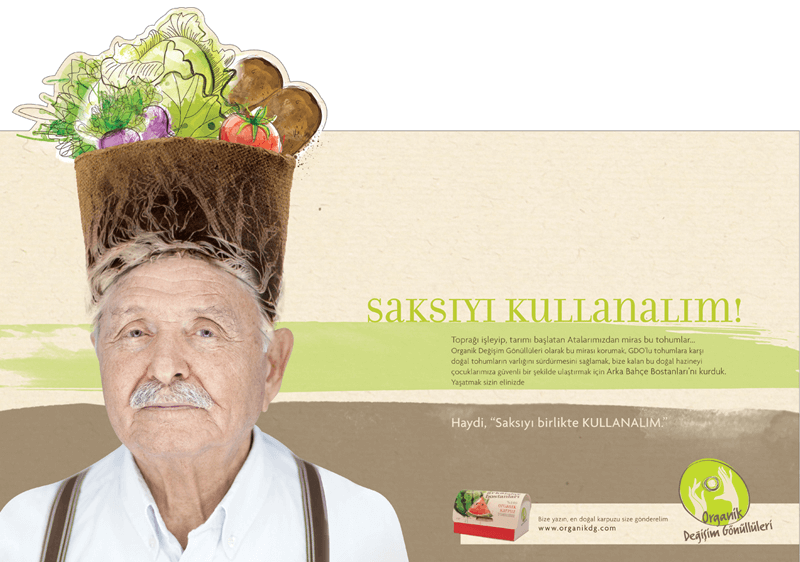 saksıyı kullanalım!
Toprağı işleyip, tarımı başlatan Atalarımızdan miras bu tohumlar...
Organik Değişim Gönüllüleri olarak bu mirası korumak, GDO'lu tohumlara karşı
doğal tohumların varlığını sürdürmesini sağlamak, bize kalan bu doğal hazineyi
çocuklarımıza güvenli bir şekilde ulaştırmak için Arka Bahçe Bostanları'nı kurduk.
Yaşatmak sizin elinizde
Haydi, "Saksıyı birlikte KULLANALIM."
bostanları
Bize yazın, en doğal karpuzu size gönderelim
www.organikdg.com
Organik
Değişim Gönüllüleri